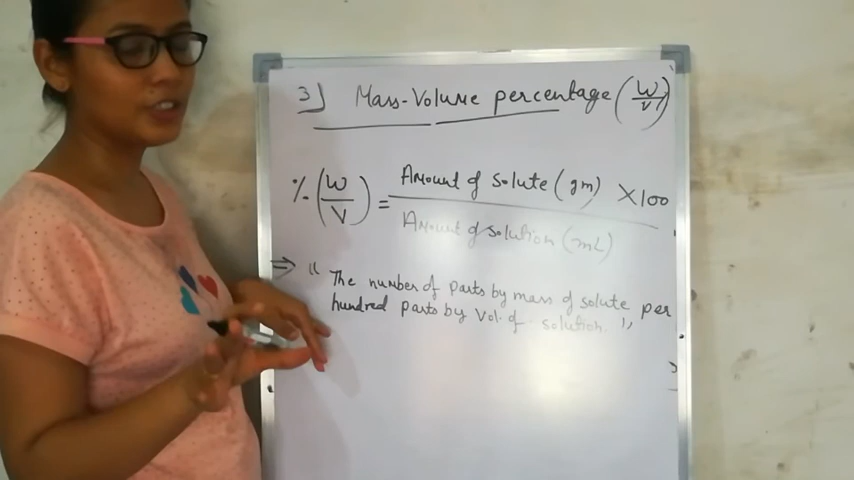 3) Mass-Volume percentage (W/V)
% (W/V) = Amount of solute (gm) / Amount of solution (mL) X100
⇒ " The number of parts by mass of solute per
hundred parts by Vol. of solution. "